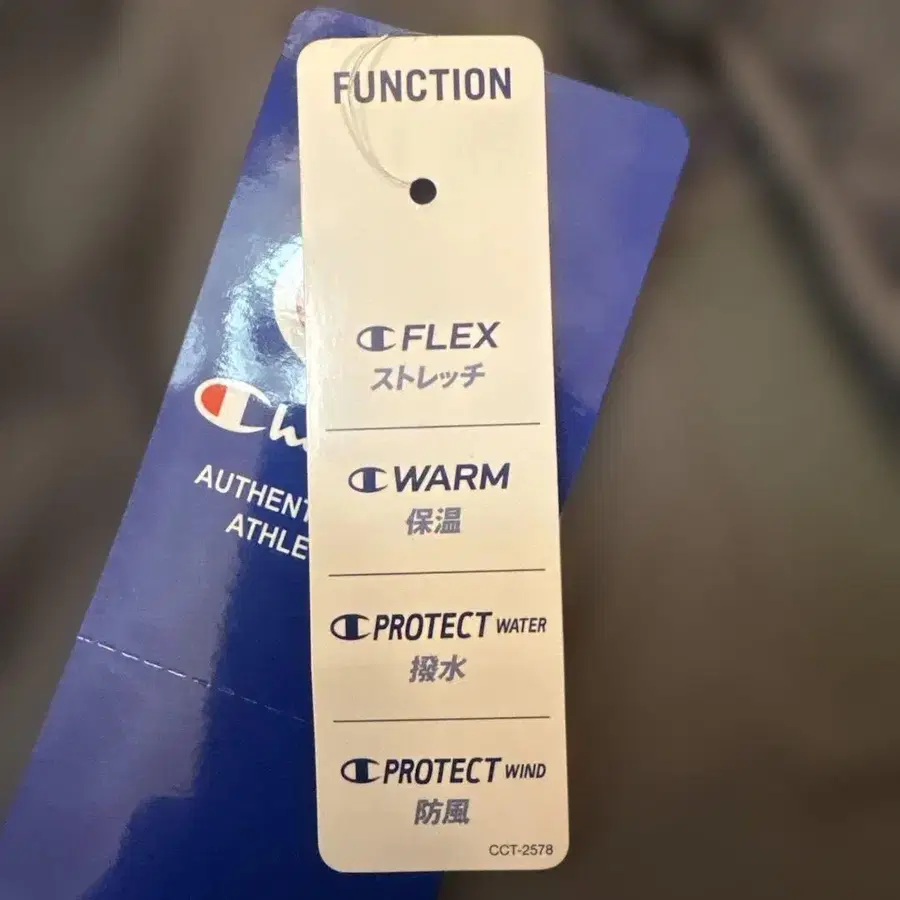 FUNCTION
FLEX
ストレッチ
WARM
保温
PROTECT WATER
撥水
PROTECT WIND
防風
CCT-2578
Ch
AUTHENT
ATHLE